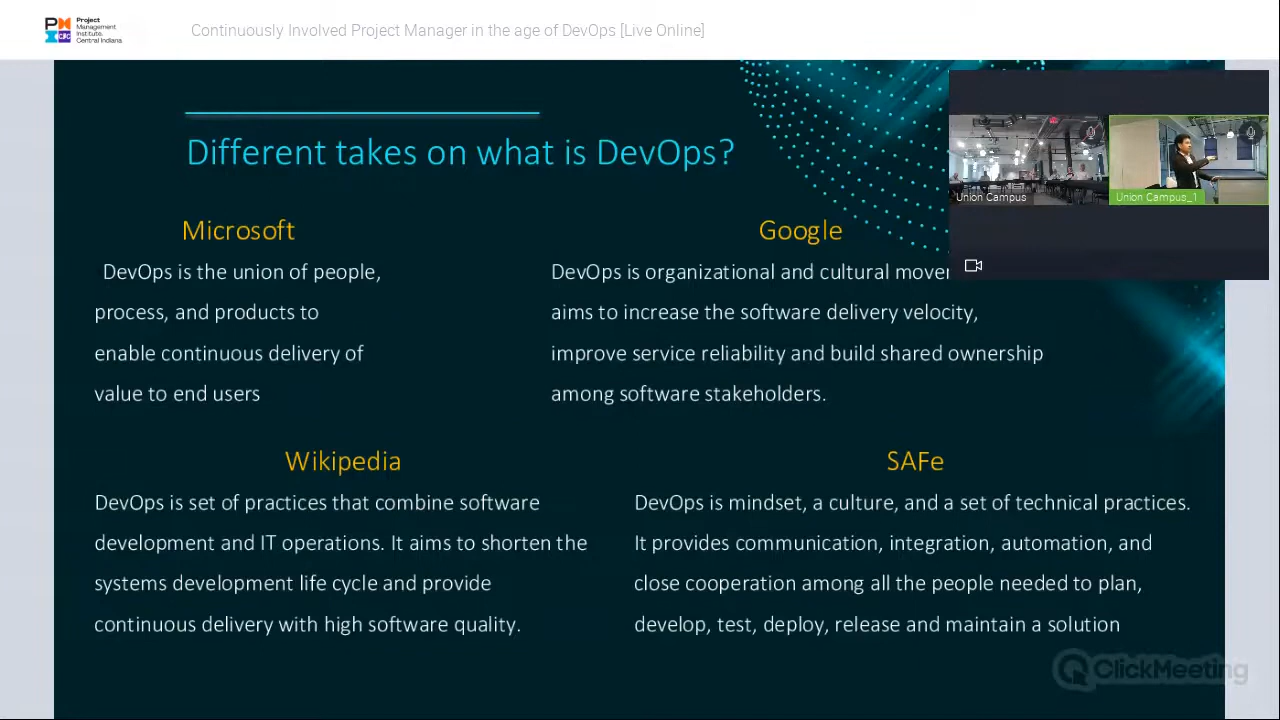 Project
Management
Institute.
Central Indiana
Continuously Involved Project Manager in the age of DevOps [Live Online]
Different takes on what is DevOps?
Microsoft
DevOps is the union of people,
process, and products to
enable continuous delivery of
value to end users
Google
DevOps is organizational and cultural
aims to increase the software delivery velocity,
improve service reliability and build shared ownership
among software stakeholders.
Union Campus
Union Campus_1
Wikipedia
DevOps is set of practices that combine software
development and IT operations. It aims to shorten the
systems development life cycle and provide
continuous delivery with high software quality.
SAFe
DevOps is mindset, a culture, and a set of technical practices.
It provides communication, integration, automation, and
close cooperation among all the people needed to plan,
develop, test, deploy, release and maintain a solution
ClickMeeting